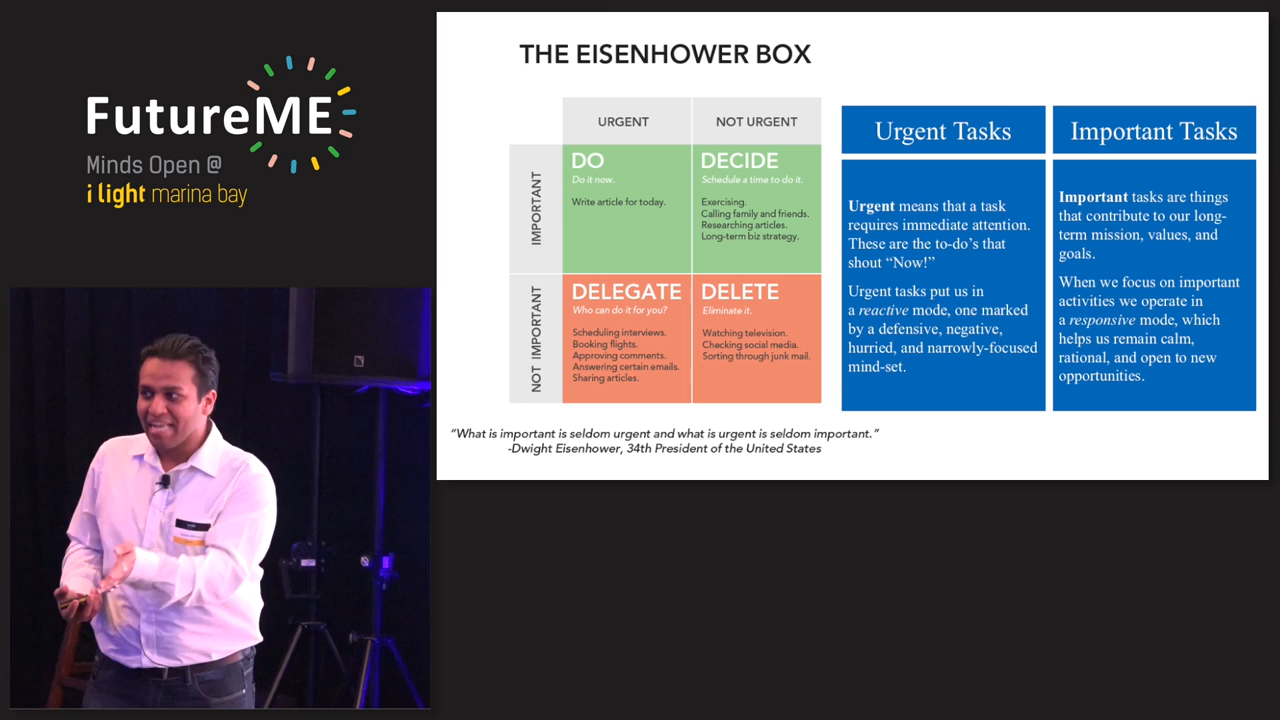 FutureME
Minds Open @
i light marina bay
THE EISENHOWER BOX
URGENT
NOT URGENT
IMPORTANT
DO
Do it now.
Write article for today.
DECIDE
Schedule a time to do it.
Exercising.
Calling family and friends.
Researching articles.
Long-term biz strategy.
NOT IMPORTANT
DELEGATE
Who can do it for you?
Scheduling interviews.
Booking flights.
Approving comments.
Answering certain emails.
Sharing articles.
DELETE
Eliminate it.
Watching television.
Checking social media.
Sorting through junk mail.
“What is important is seldom urgent and what is urgent is seldom important.”
-Dwight Eisenhower, 34th President of the United States
Urgent Tasks
Urgent means that a task
requires immediate attention.
These are the to-do’s that
shout “Now!”
Urgent tasks put us in
a reactive mode, one marked
by a defensive, negative,
hurried, and narrowly-focused
mind-set.
Important Tasks
Important tasks are things
that contribute to our long-
term mission, values, and
goals.
When we focus on important
activities we operate in
a responsive mode, which
helps us remain calm,
rational, and open to new
opportunities.